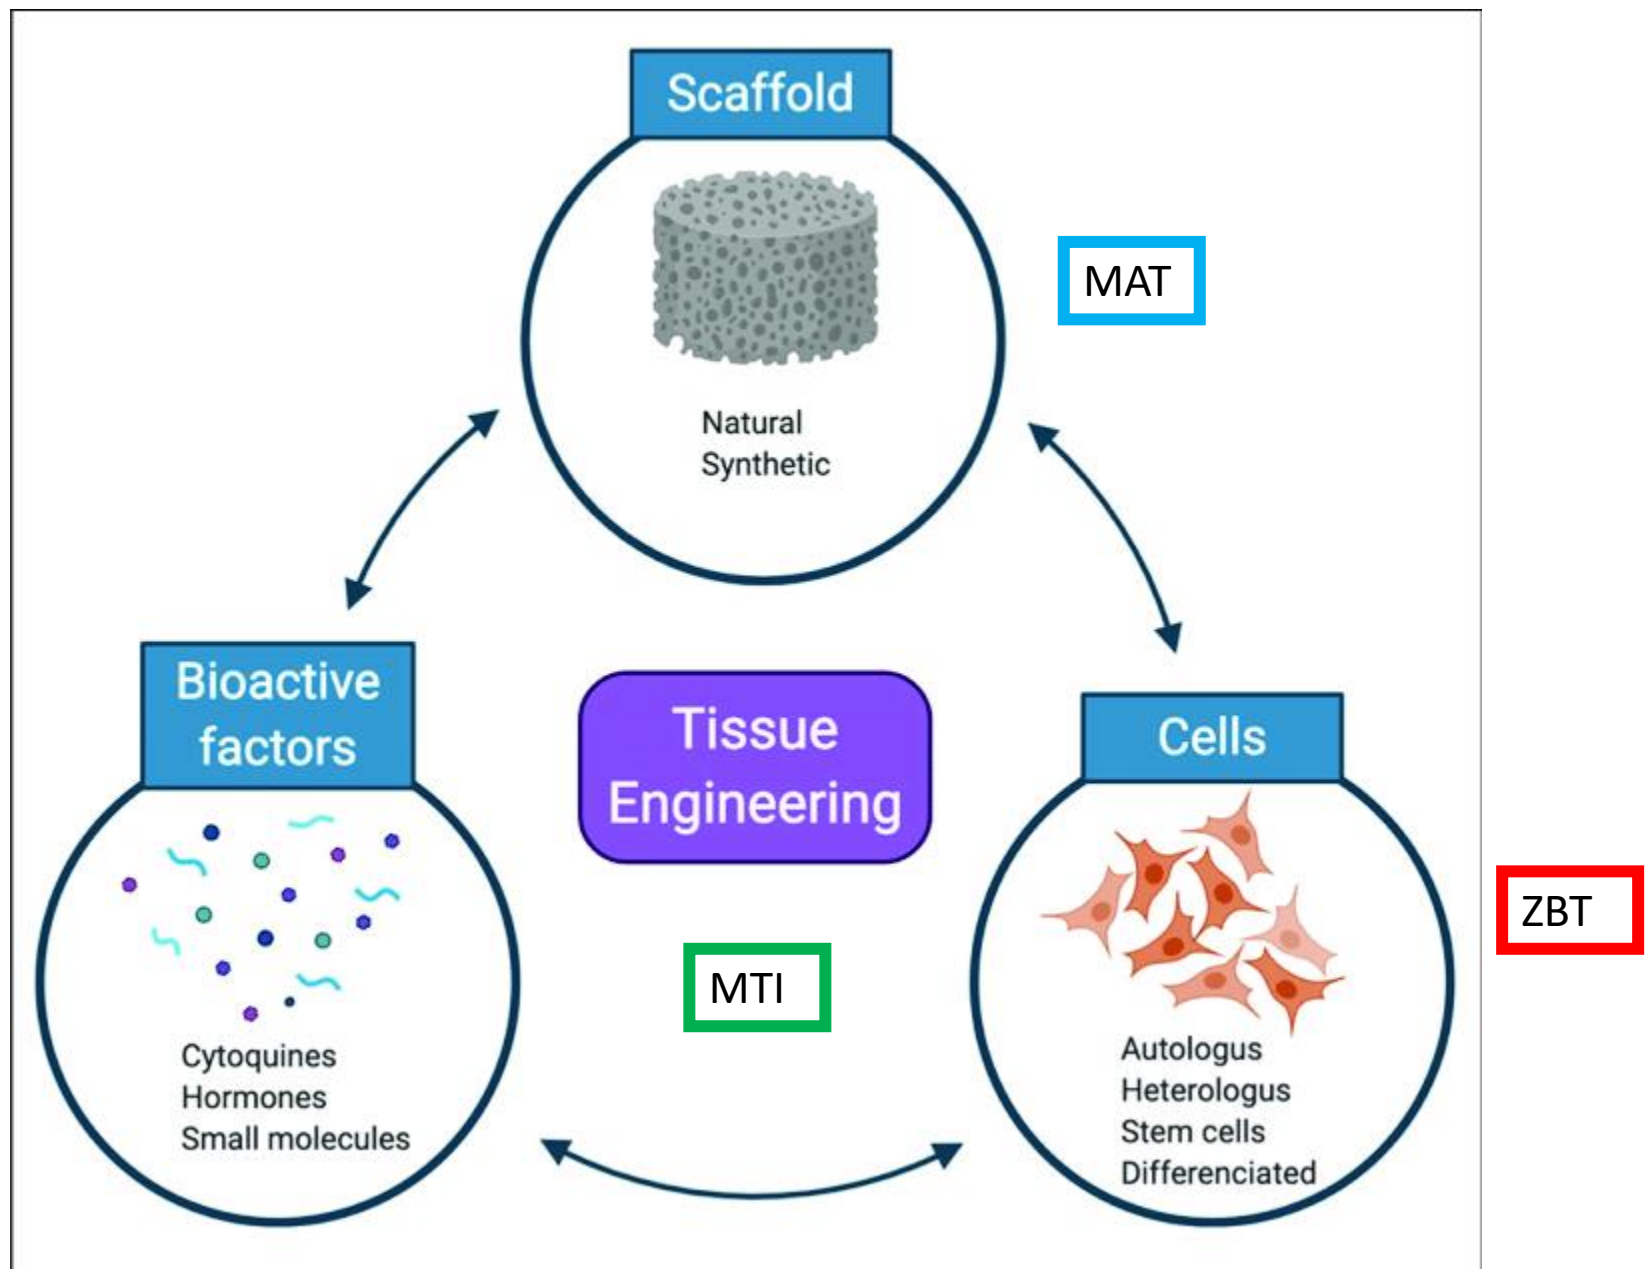 Scaffold
MAT
Natural
Synthetic
Bioactive
factors
Tissue
Engineering
Cells
ZBT
MTI
Cytoquines
Hormones
Small molecules
Autologus
Heterologus
Stem cells
Differenciated